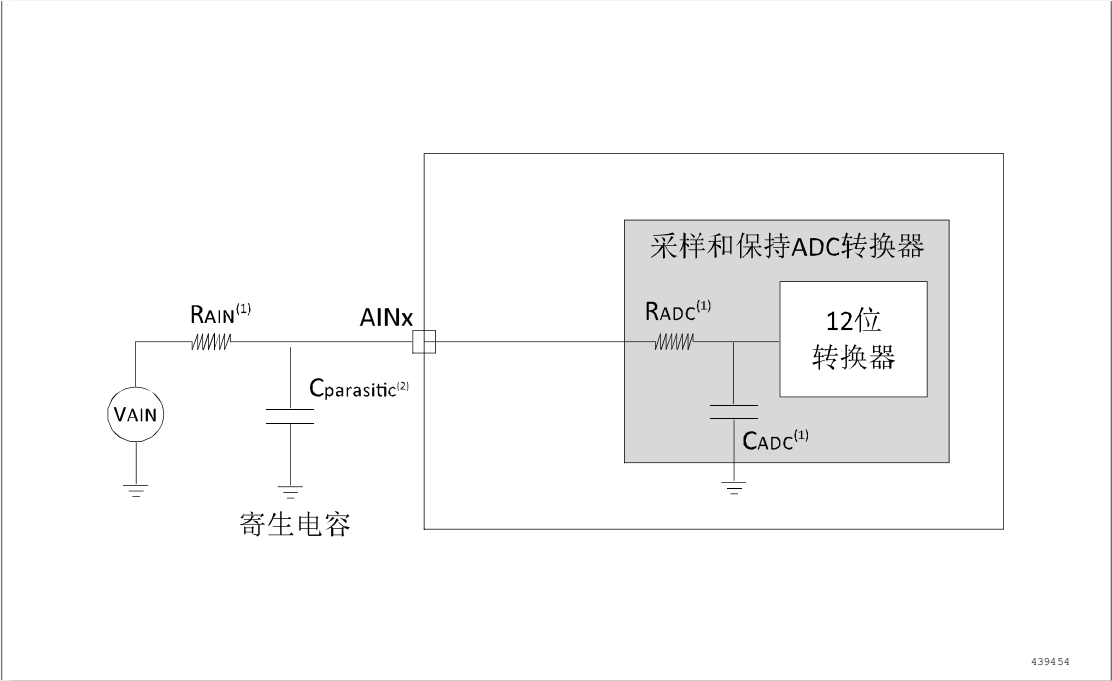 采样和保持ADC转换器
RAIN(1)
AINx
RADC(1)
12位
转换器
Cparasitic(2)
VAIN
CADC(1)
寄生电容
439454